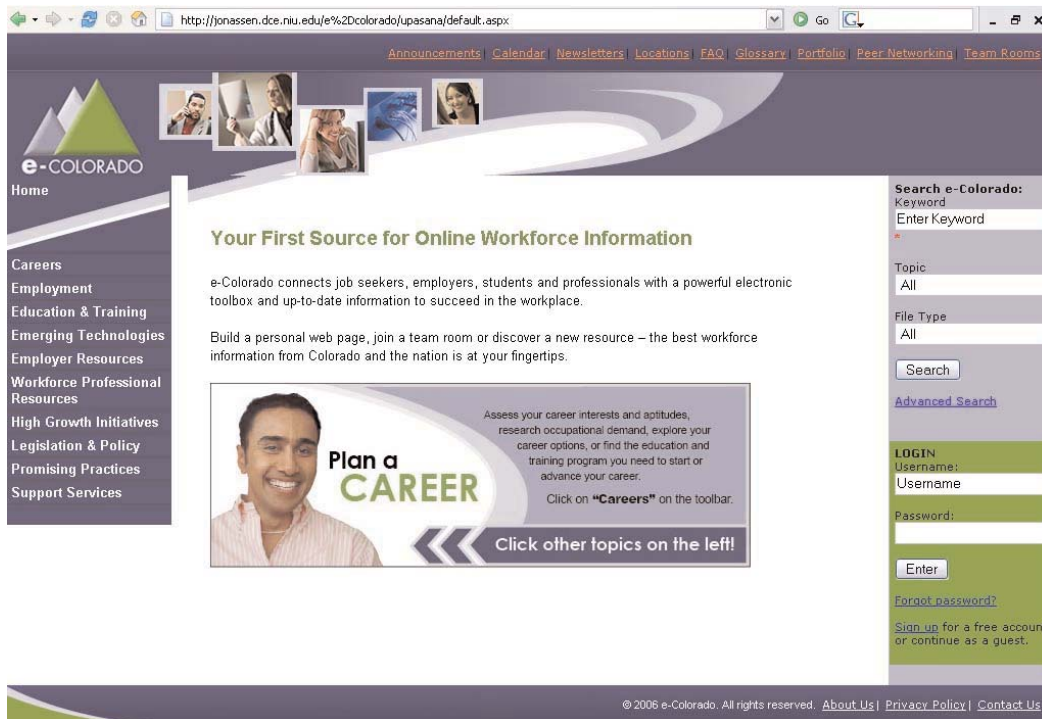 http://jonassen.dce.niu.edu/e%2Dcolorado/upasana/default.aspx
Go
Announcements | Calendar | Newsletters | Locations | FAQ | Glossary | Portfolio | Peer Networking | Team Rooms
e-COLORADO
Home
Careers
Employment
Education & Training
Emerging Technologies
Employer Resources
Workforce Professional
Resources
High Growth Initiatives
Legislation & Policy
Promising Practices
Support Services
Your First Source for Online Workforce Information
e-Colorado connects job seekers, employers, students and professionals with a powerful electronic
toolbox and up-to-date information to succeed in the workplace.
Build a personal web page, join a team room or discover a new resource – the best workforce
information from Colorado and the nation is at your fingertips.
Plan a
CAREER
Assess your career interests and aptitudes,
research occupational demand, explore your
career options, or find the education and
training program you need to start or
advance your career.
Click on “Careers” on the toolbar.
Click other topics on the left!
Search e-Colorado:
Keyword
Enter Keyword
Topic
All
File Type
All
Search
Advanced Search
LOGIN
Username:
Username
Password:
Enter
Forgot password?
Sign up for a free accoun
or continue as a guest.
© 2006 e-Colorado. All rights reserved. About Us | Privacy Policy | Contact Us